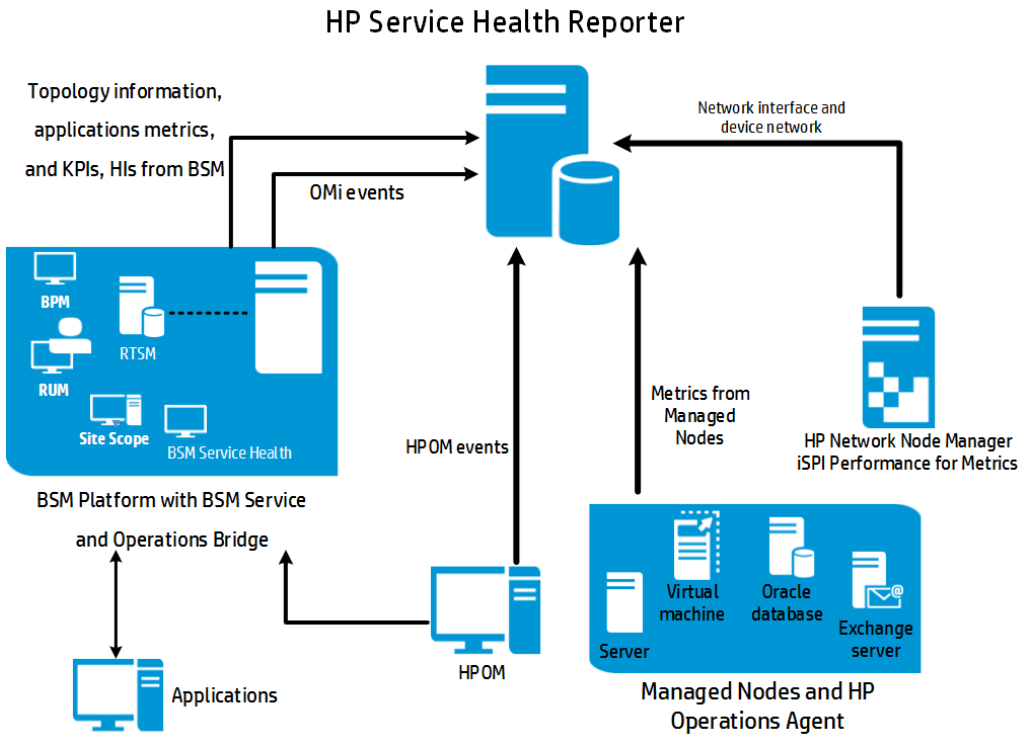 HP Service Health Reporter
Topology information,
applications metrics,
and KPIs, HIs from BSM
OMi events
Network interface and
device network
BPM
RTSM
RUM
Site Scope
BSM Service Health
BSM Platform with BSM Service
and Operations Bridge
HPOM events
Metrics from
Managed
Nodes
HP Network Node Manager
iSPI Performance for Metrics
Applications
HPOM
Server
Virtual
machine
Oracle
database
@
Exchange
server
Managed Nodes and HP
Operations Agent